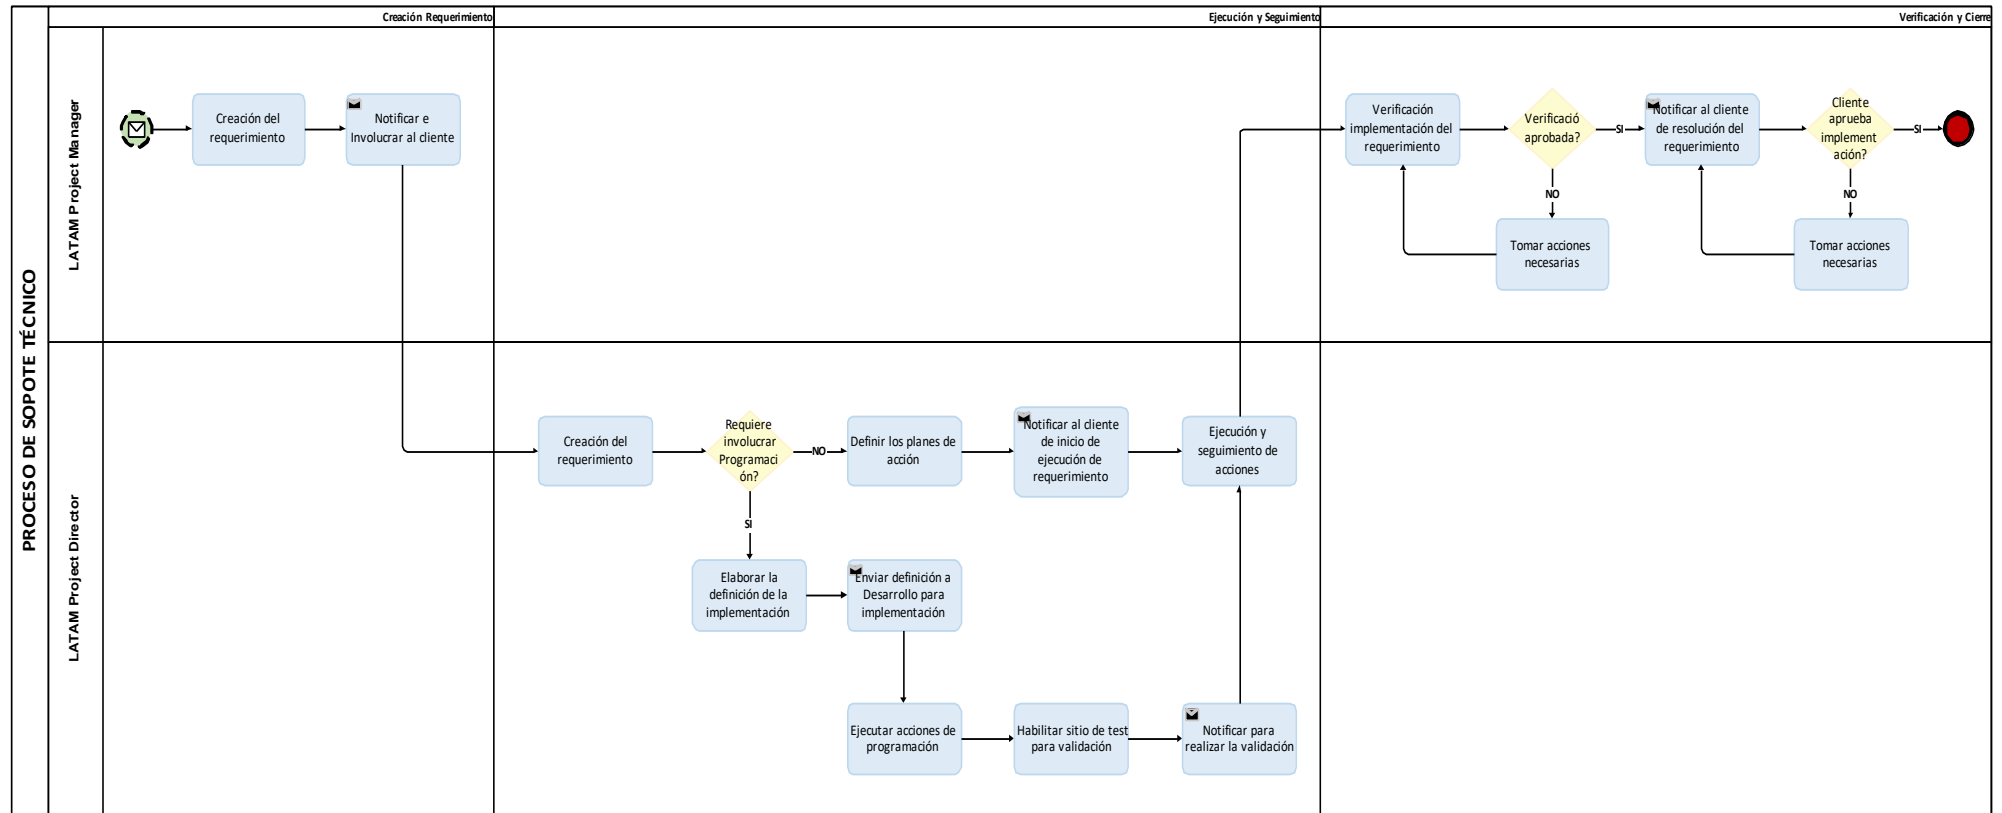 Creación Requerimiento
Ejecución y Seguimiento
Verificación y Cierre
PROCESO DE SOPOTE TÉCNICO
LATAM Project Manager
Creación del
requerimiento
Notificar e
Involucrar al cliente
Verificación
implementación del
requerimiento
Verificació
aprobada?
SI
NO
Tomar acciones
necesarias
Notificar al cliente
de resolución del
requerimiento
Cliente
aprueba
implement
ación?
SI
NO
Tomar acciones
necesarias
LATAM Project Director
Creación del
requerimiento
Requiere
involucrar
Programaci
ón?
NO
SI
Definir los planes de
acción
Notificar al cliente
de inicio de
ejecución de
requerimiento
Ejecución y
seguimiento de
acciones
Elaborar la
definición de la
implementación
Enviar definición a
Desarrollo para
implementación
Ejecutar acciones de
programación
Habilitar sitio de test
para validación
Notificar para
realizar la validación